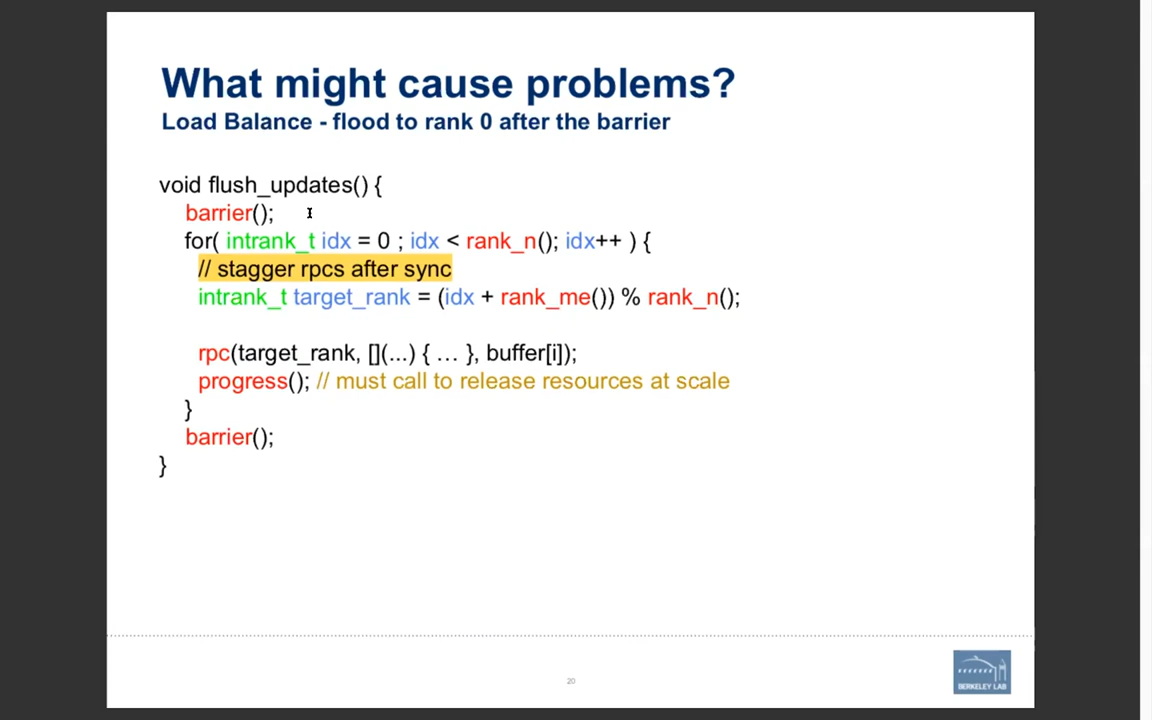 What might cause problems?
Load Balance - flood to rank 0 after the barrier
void flush_updates() {
barrier();
for( intrank_t idx = 0 ; idx < rank_n(); idx++ ) {
// stagger rpcs after sync
intrank_t target_rank = (idx + rank_me()) % rank_n();
rpc(target_rank, [](...) { … }, buffer[i]);
progress(); // must call to release resources at scale
}
barrier();
}
20
BERKELEY LAB